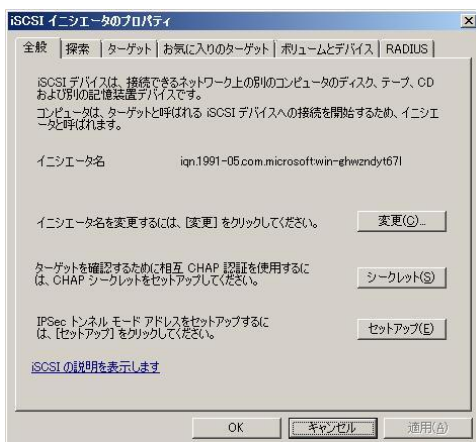 iSCSI イニシエータのプロパティ
全般
探索
ターゲット
お気に入りのターゲット
ボリュームとデバイス
RADIUS
iSCSI デバイスは、接続できるネットワーク上の別のコンピュータのディスク、テープ、CD
および別の記憶装置デバイスです。
コンピュータは、ターゲットと呼ばれる iSCSI デバイスへの接続を開始するため、イニシエ
ータと呼ばれます。
イニシエータ名 iqn.1991-05.com.microsoft:win-ghwzndyt67l
イニシエータ名を変更するには、[変更] をクリックしてください。 変更(C)...
ターゲットを確認するために相互 CHAP 認証を使用するに
は、CHAP シークレットをセットアップしてください。 シークレット(S)
IPSec トンネル モード アドレスをセットアップするに
は、[セットアップ] をクリックしてください。 セットアップ(E)
iSCSI の説明を表示します
OK キャンセル 適用(A)